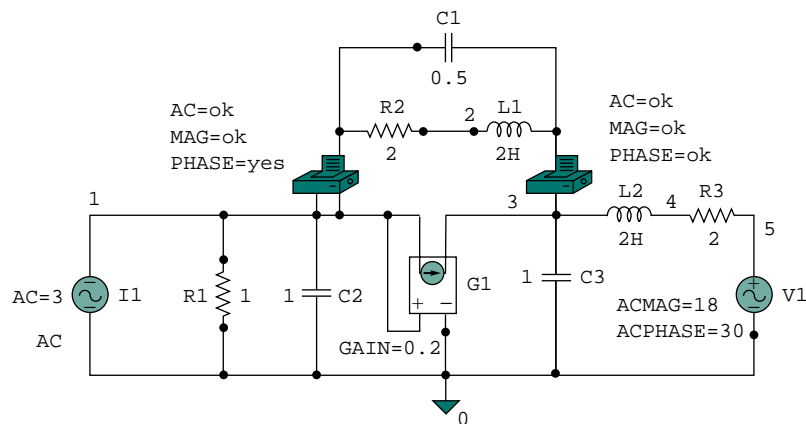 C1
0.5
AC=ok
MAG=ok
PHASE=yes
R2
2
2
L1
2H
AC=ok
MAG=ok
PHASE=ok
1
3
L2
2H
4
R3
2
5
AC=3
I1
AC
R1
1
1
C2
+
−
G1
GAIN=0.2
1
C3
ACMAG=18
ACPHASE=30
+
−
V1
0